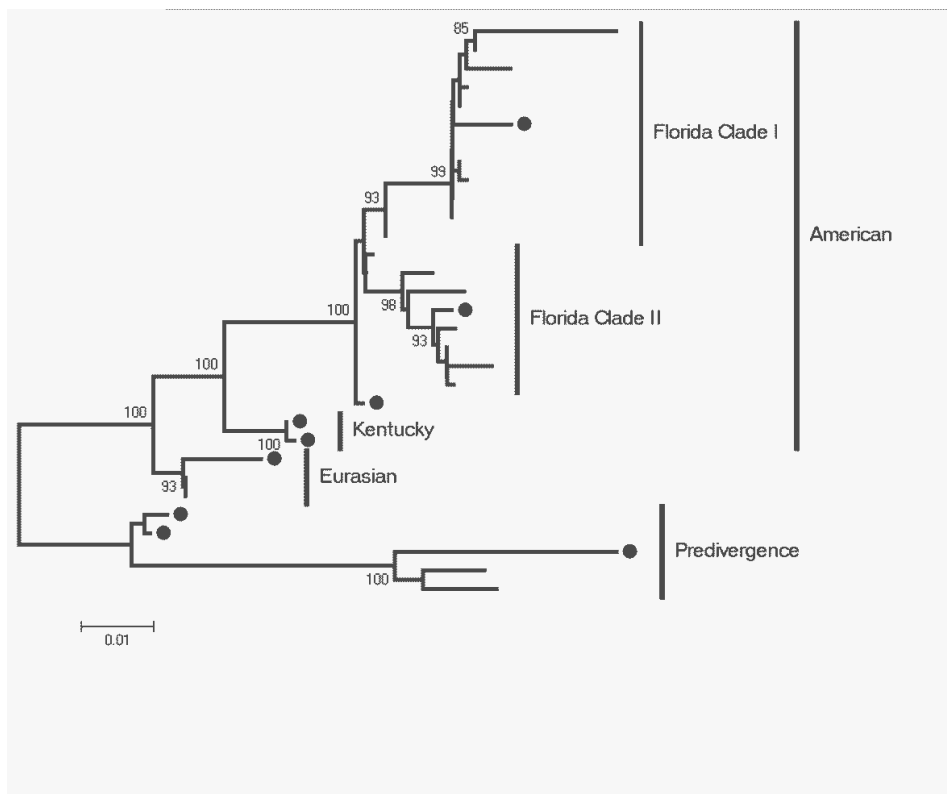 85
Florida Clade I
99
93
American
98
100
Florida Clade II
93
100
100
Kentucky
100
Eurasian
93
Predivergence
100
0.01